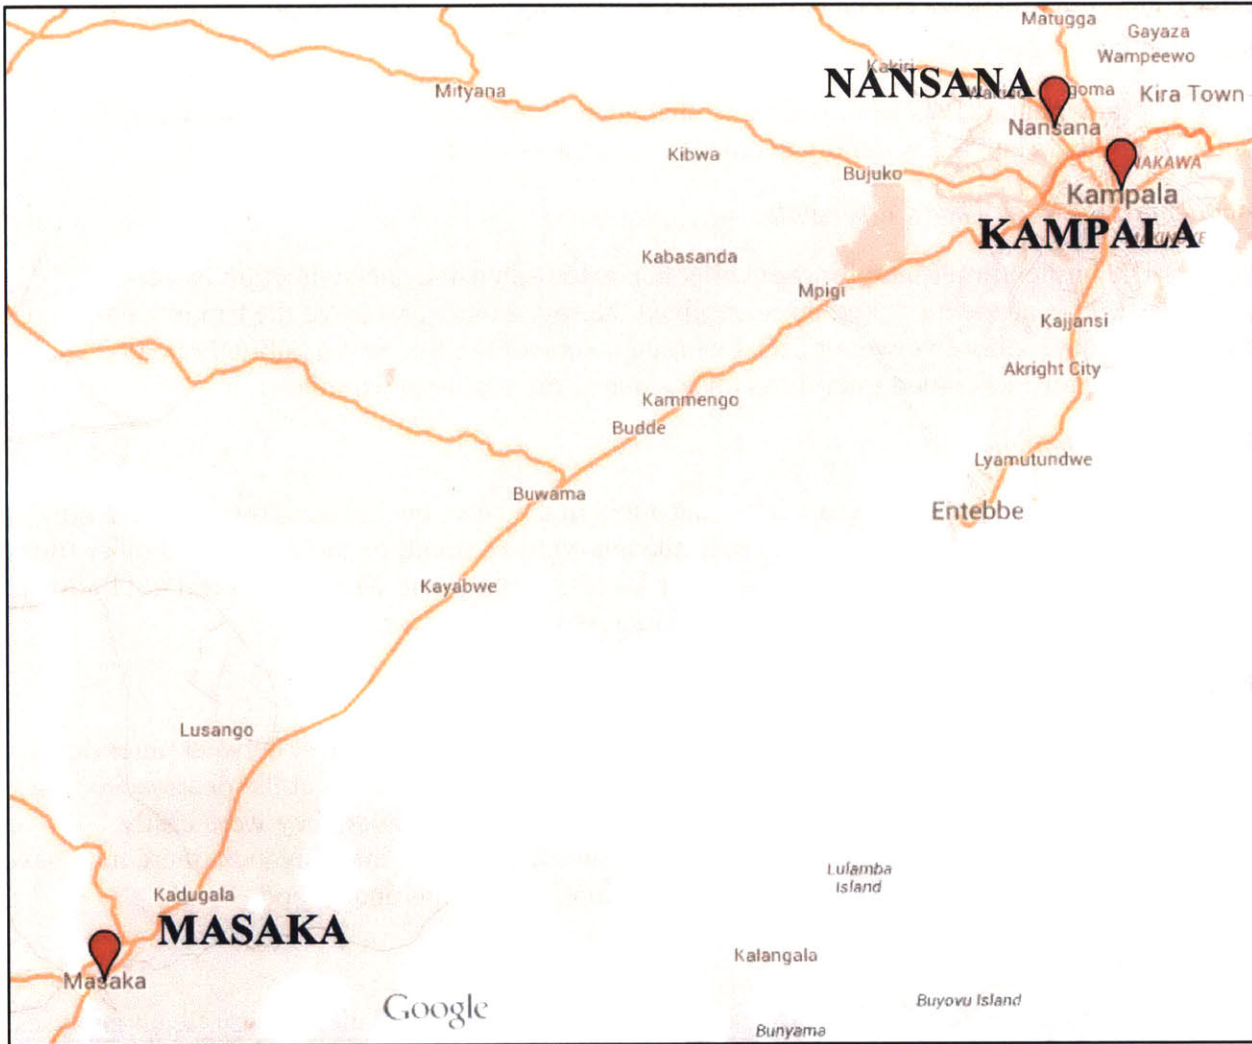 Matugga
Gayaza
Wampeewo
Kakiri
NANSANA
Mityana
Kira Town
Nansana
Kibwa
NAKAWA
Bujuko
Kampala
KAMPALA
Kabasanda
Mpigi
Kajjansi
Akright City
Kammengo
Budde
Lyamutundwe
Buwama
Entebbe
Kayabwe
Lusango
Lulamba
Island
Kadugala
MASAKA
Kalangala
Masaka
Google
Buyovu Island
Bunyama